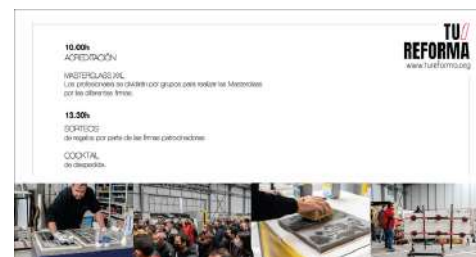 TU/
REFORMA
www.tureforma.org
10.00h
ACREDITACIÓN
MASTERCLASS XXL
Los profesionales se dividirán por grupos para realizar las Masterclass
por las diferentes firmas.
13.30h
SORTEOS
de regalos por parte de las firmas patrocinadoras
COCKTAIL
de despedida.